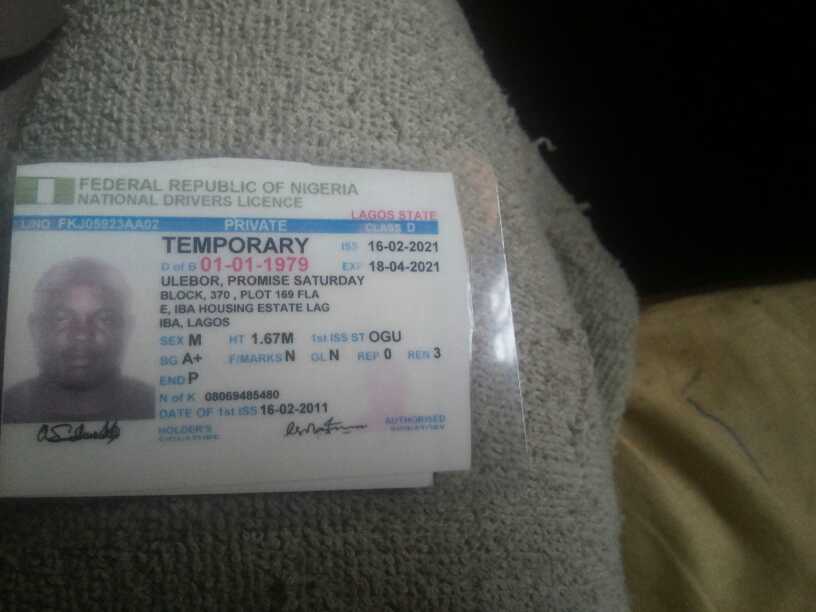 FEDERAL REPUBLIC OF NIGERIA
NATIONAL DRIVERS LICENCE
LAGOS STATE
L/NO FKJ05923AA02 PRIVATE CLASS D
TEMPORARY ISS 16-02-2021
D of B 01-01-1979 EXP 18-04-2021
ULEBOR, PROMISE SATURDAY
BLOCK, 370 , PLOT 169 FLA
E, IBA HOUSING ESTATE LAG
IBA, LAGOS
SEX M HT 1.67M 1st ISS ST OGU
BG A+ F/MARKS N GL N REP 0 REN 3
END P
N of K 08069485480
DATE OF 1st ISS 16-02-2011
HOLDER'S
SIGNATURE
AUTHORISED
SIGNATORY